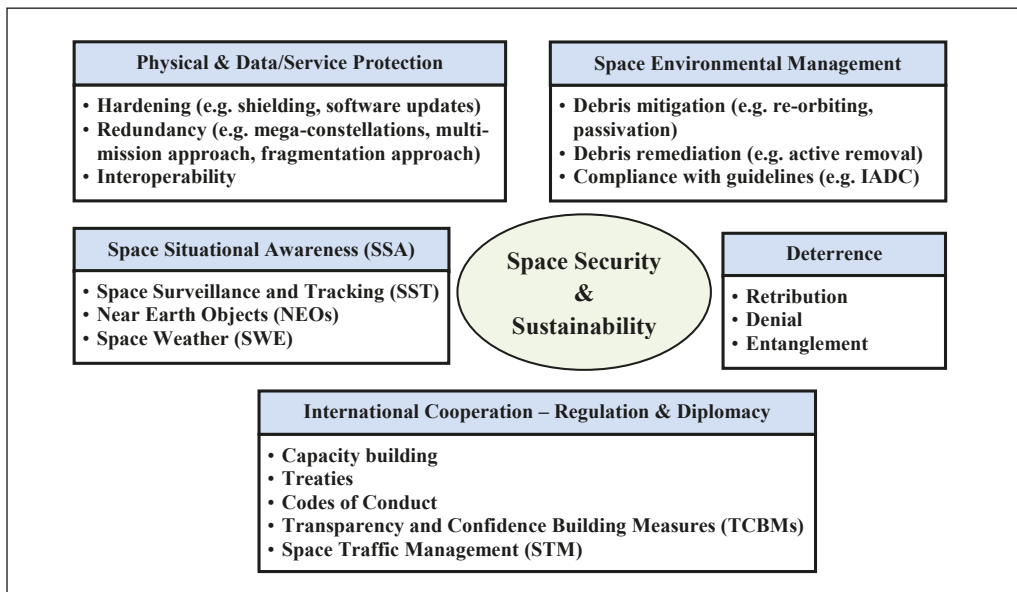 Physical & Data/Service Protection
• Hardening (e.g. shielding, software updates)
• Redundancy (e.g. mega-constellations, multi-
mission approach, fragmentation approach)
• Interoperability
Space Environmental Management
• Debris mitigation (e.g. re-orbiting,
passivation)
• Debris remediation (e.g. active removal)
• Compliance with guidelines (e.g. IADC)
Space Situational Awareness (SSA)
• Space Surveillance and Tracking (SST)
• Near Earth Objects (NEOs)
• Space Weather (SWE)
Space Security
&
Sustainability
Deterrence
• Retribution
• Denial
• Entanglement
International Cooperation – Regulation & Diplomacy
• Capacity building
• Treaties
• Codes of Conduct
• Transparency and Confidence Building Measures (TCBMs)
• Space Traffic Management (STM)